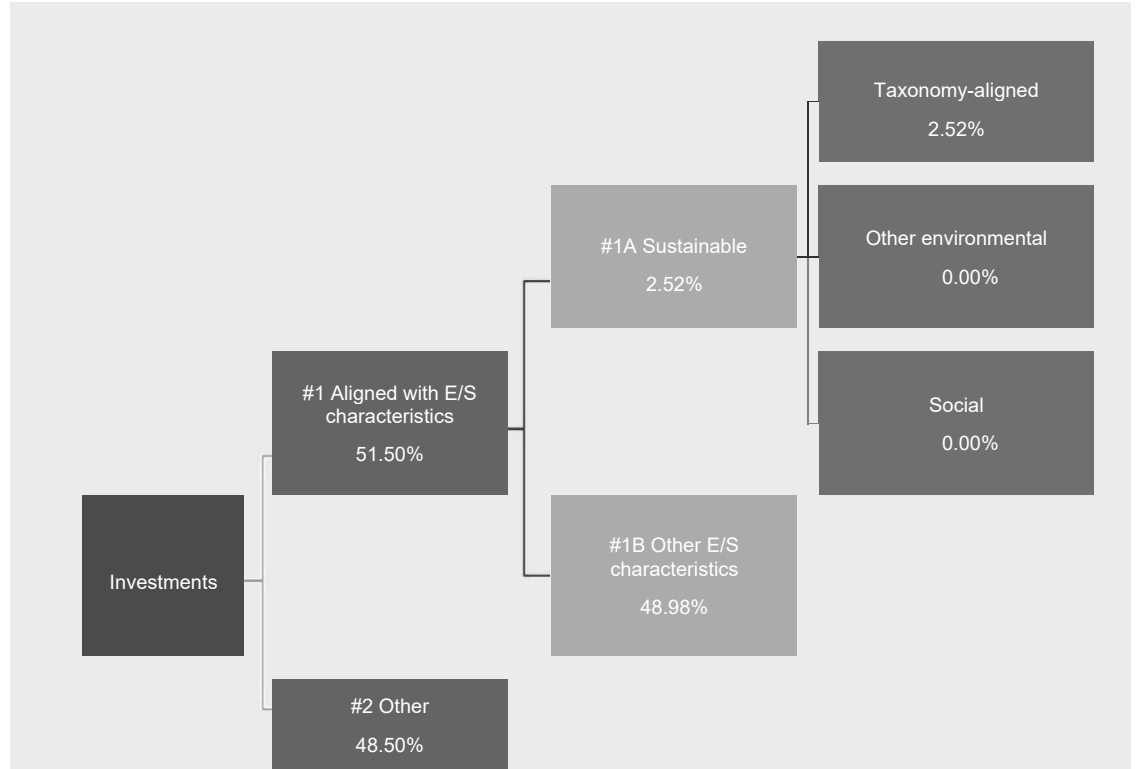 Taxonomy-aligned
2.52%
#1A Sustainable
2.52%
Other environmental
0.00%
#1 Aligned with E/S
characteristics
51.50%
Social
0.00%
Investments
#1B Other E/S
characteristics
48.98%
#2 Other
48.50%